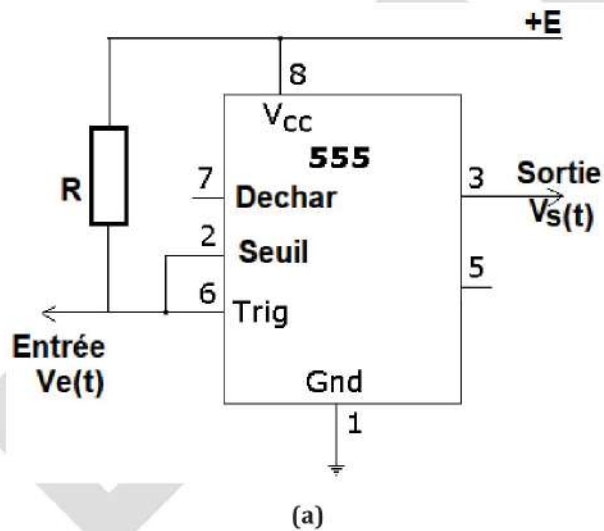 +E
8
VCC
555
R
7
Dechar
3
Sortie
Vs(t)
2
Seuil
5
6
Trig
Entrée
Ve(t)
Gnd
1
(a)